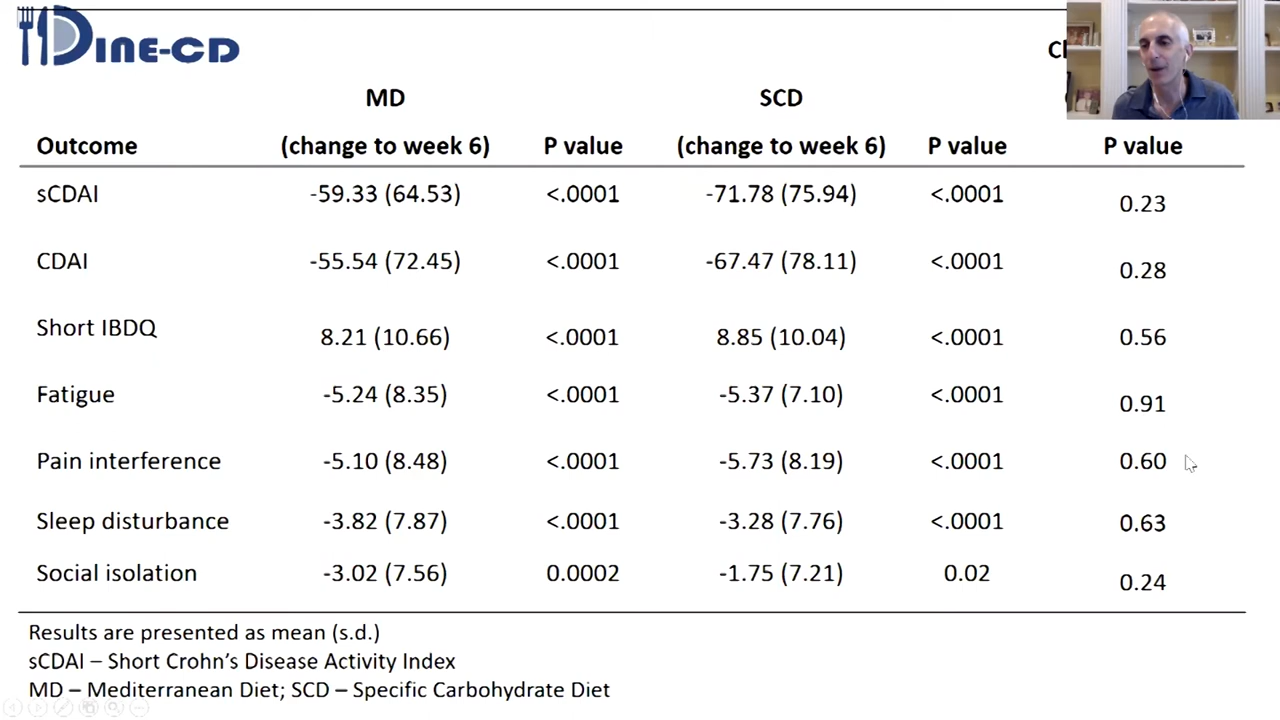 DINE-CD
MD SCD
Outcome (change to week 6) P value (change to week 6) P value P value
sCDAI -59.33 (64.53) <.0001 -71.78 (75.94) <.0001 0.23
CDAI -55.54 (72.45) <.0001 -67.47 (78.11) <.0001 0.28
Short IBDQ 8.21 (10.66) <.0001 8.85 (10.04) <.0001 0.56
Fatigue -5.24 (8.35) <.0001 -5.37 (7.10) <.0001 0.91
Pain interference -5.10 (8.48) <.0001 -5.73 (8.19) <.0001 0.60
Sleep disturbance -3.82 (7.87) <.0001 -3.28 (7.76) <.0001 0.63
Social isolation -3.02 (7.56) 0.0002 -1.75 (7.21) 0.02 0.24
Results are presented as mean (s.d.)
sCDAI – Short Crohn's Disease Activity Index
MD – Mediterranean Diet; SCD – Specific Carbohydrate Diet